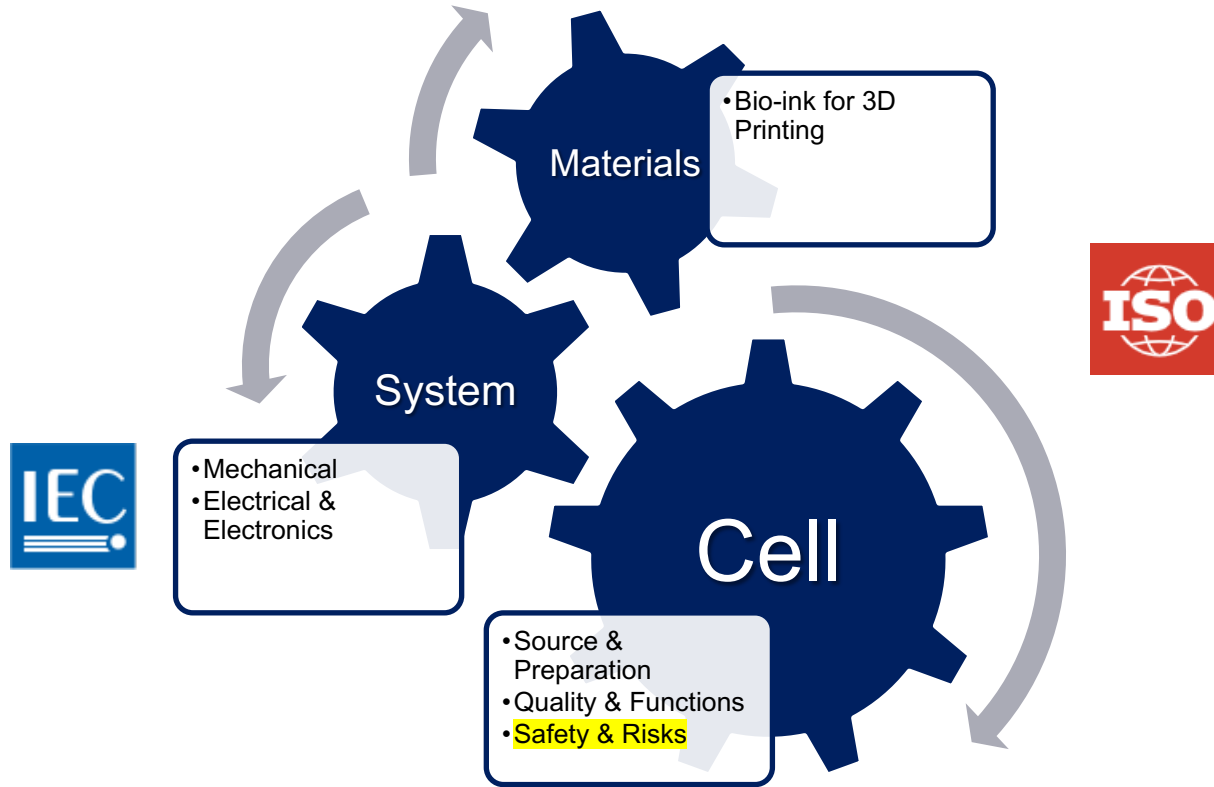 Materials
•Bio-ink for 3D
Printing
ISO
System
•Mechanical
•Electrical &
Electronics
IEC
Cell
•Source &
Preparation
•Quality & Functions
•Safety & Risks